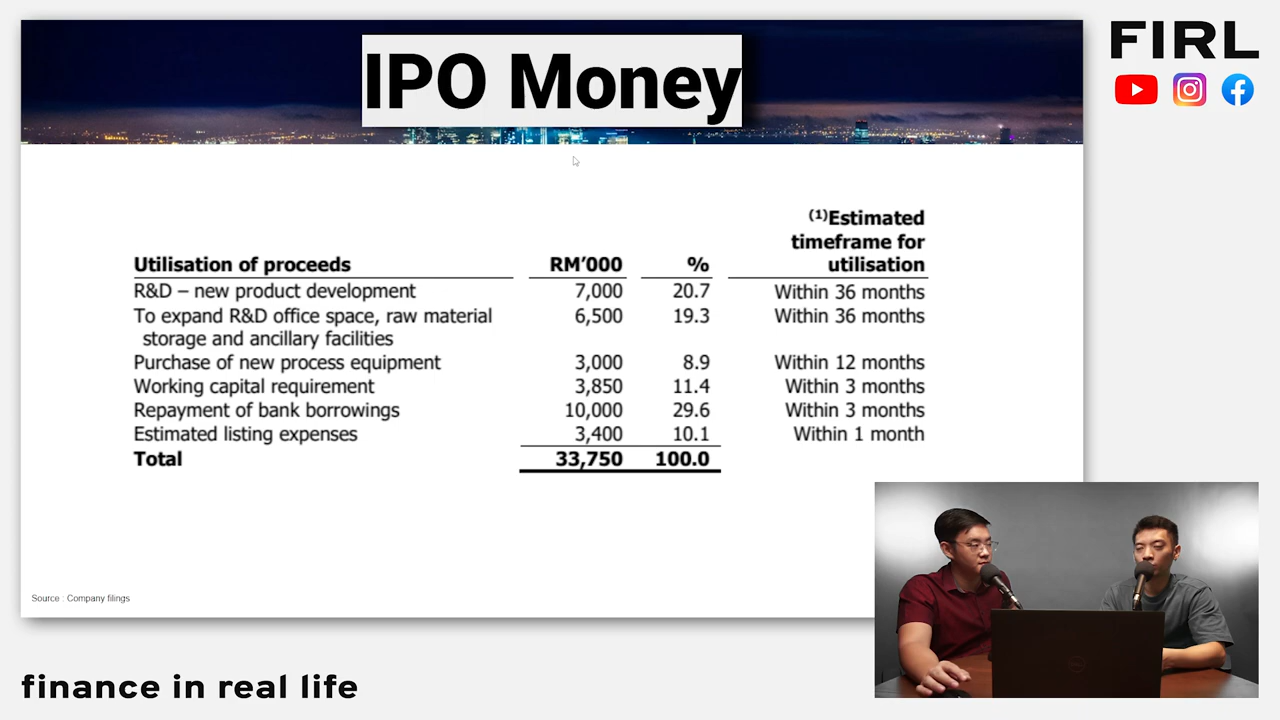 IPO Money
FIRL
(1)Estimated
timeframe for
Utilisation of proceeds RM’000 % utilisation
R&D – new product development 7,000 20.7 Within 36 months
To expand R&D office space, raw material 6,500 19.3 Within 36 months
storage and ancillary facilities
Purchase of new process equipment 3,000 8.9 Within 12 months
Working capital requirement 3,850 11.4 Within 3 months
Repayment of bank borrowings 10,000 29.6 Within 3 months
Estimated listing expenses 3,400 10.1 Within 1 month
Total 33,750 100.0
Source : Company filings
finance in real life